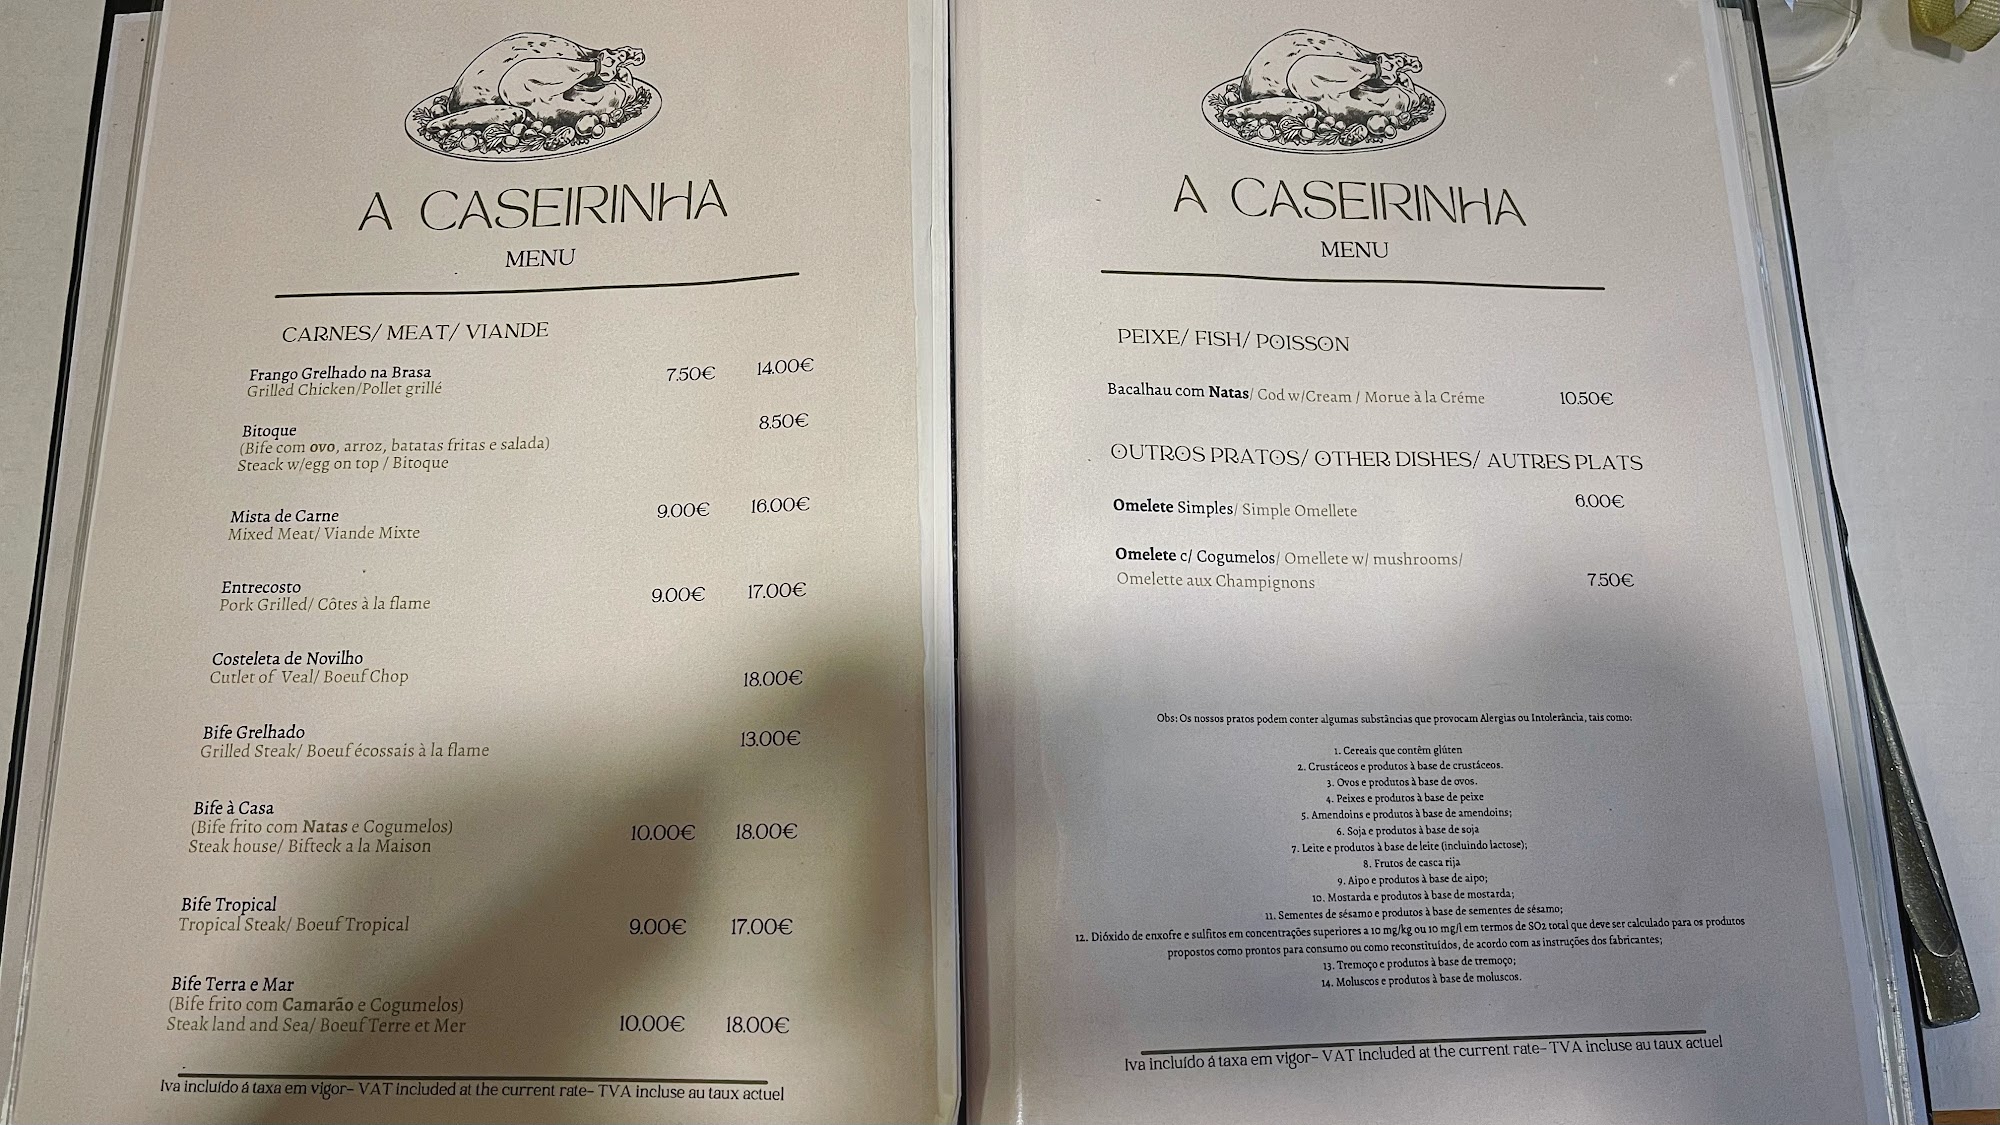 A CASEIRINHA
MENU
CARNES/ MEAT/ VIANDE
Frango Grelhado na Brasa 7.50€ 14.00€
Grilled Chicken/Pollet grillé
Bitoque 8.50€
(Bife com ovo, arroz, batatas fritas e salada)
Steack w/egg on top / Bitoque
Mista de Carne 9.00€ 16.00€
Mixed Meat/ Viande Mixte
Entrecosto 9.00€ 17.00€
Pork Grilled/ Côtes à la flame
Costeleta de Novilho
Cutlet of Veal/ Boeuf Chop 18.00€
Bife Grelhado 13.00€
Grilled Steak/ Boeuf écossais à la flame
Bife à Casa
(Bife frito com Natas e Cogumelos) 10.00€ 18.00€
Steak house/ Bifteck a la Maison
Bife Tropical
Tropical Steak/ Boeuf Tropical 9.00€ 17.00€
Bife Terra e Mar
(Bife frito com Camarão e Cogumelos)
Steak land and Sea/ Boeuf Terre et Mer 10.00€ 18.00€
Iva incluído á taxa em vigor- VAT included at the current rate- TVA incluse au taux actuel
A CASEIRINHA
MENU
PEIXE/ FISH/ POISSON
Bacalhau com Natas/ Cod w/Cream / Morue à la Créme 10.50€
OUTROS PRATOS/ OTHER DISHES/ AUTRES PLATS
Omelete Simples/ Simple Omellete 6.00€
Omelete c/ Cogumelos/ Omellete w/ mushrooms/
Omelette aux Champignons 7.50€
Obs: Os nossos pratos podem conter algumas substâncias que provocam Alergias ou Intolerância, tais como:
1. Cereais que contêm glúten
2. Crustáceos e produtos à base de crustáceos.
3. Ovos e produtos à base de ovos.
4. Peixes e produtos à base de peixe
5. Amendoins e produtos à base de amendoins;
6. Soja e produtos à base de soja
7. Leite e produtos à base de leite (incluindo lactose);
8. Frutos de casca rija
9. Aipo e produtos à base de aipo;
10. Mostarda e produtos à base de mostarda;
11. Sementes de sésamo e produtos à base de sementes de sésamo;
12. Dióxido de enxofre e sulfitos em concentrações superiores a 10 mg/kg ou 10 mg/l em termos de SO2 total que deve ser calculado para os produtos
propostos como prontos para consumo ou como reconstituídos, de acordo com as instruções dos fabricantes;
13. Tremoço e produtos à base de tremoço;
14. Moluscos e produtos à base de moluscos.
Iva incluído á taxa em vigor- VAT included at the current rate- TVA incluse au taux actuel